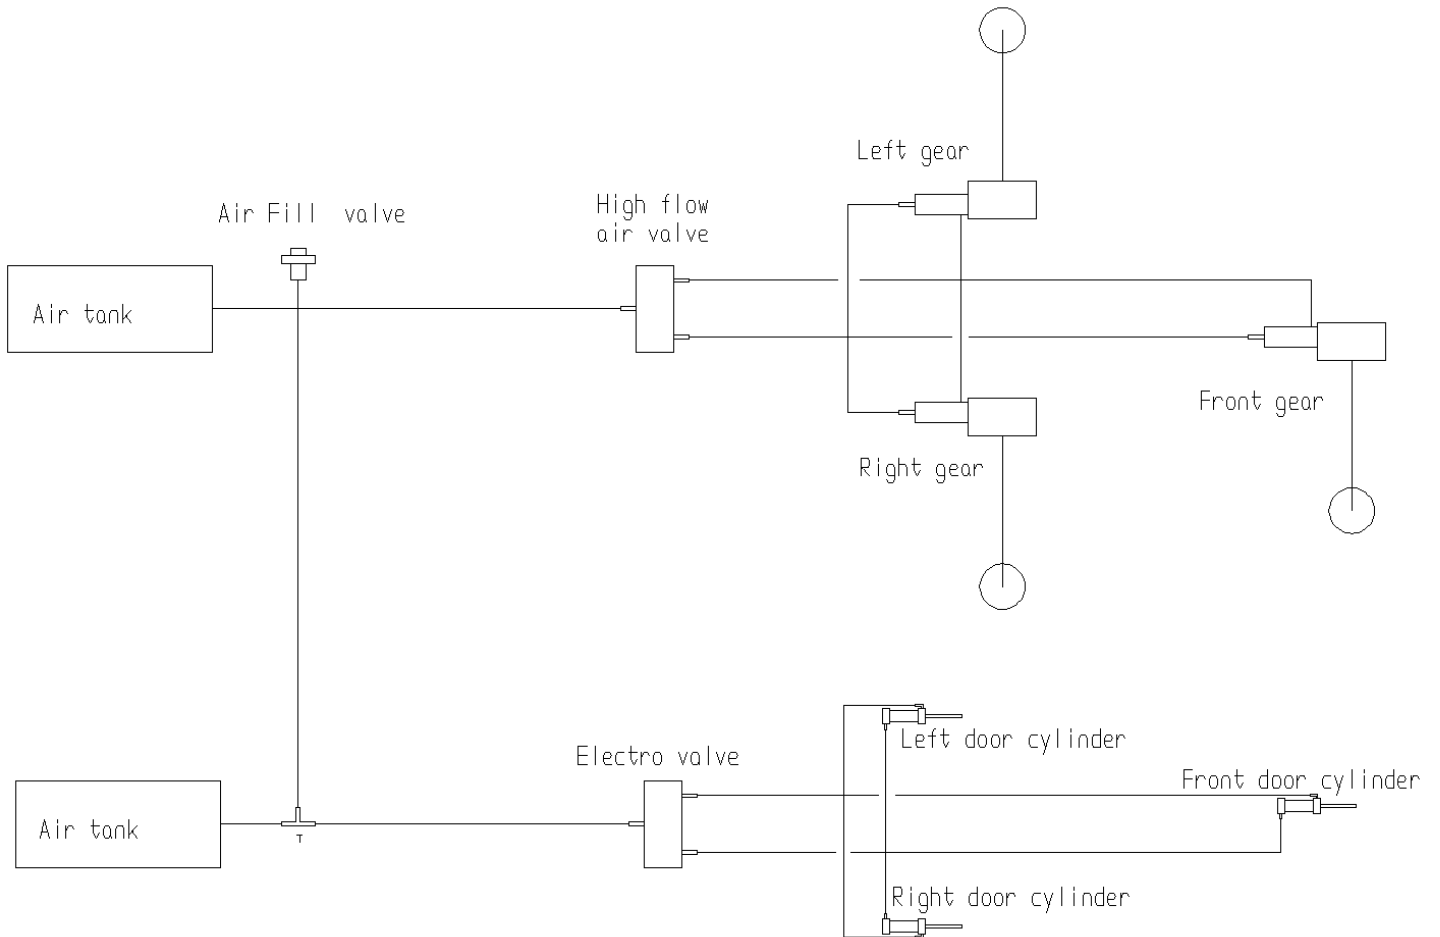 Left gear
Air Fill valve
High flow
air valve
Air tank
Front gear
Right gear
Left door cylinder
Electro valve
Front door cylinder
Air tank
T
Right door cylinder